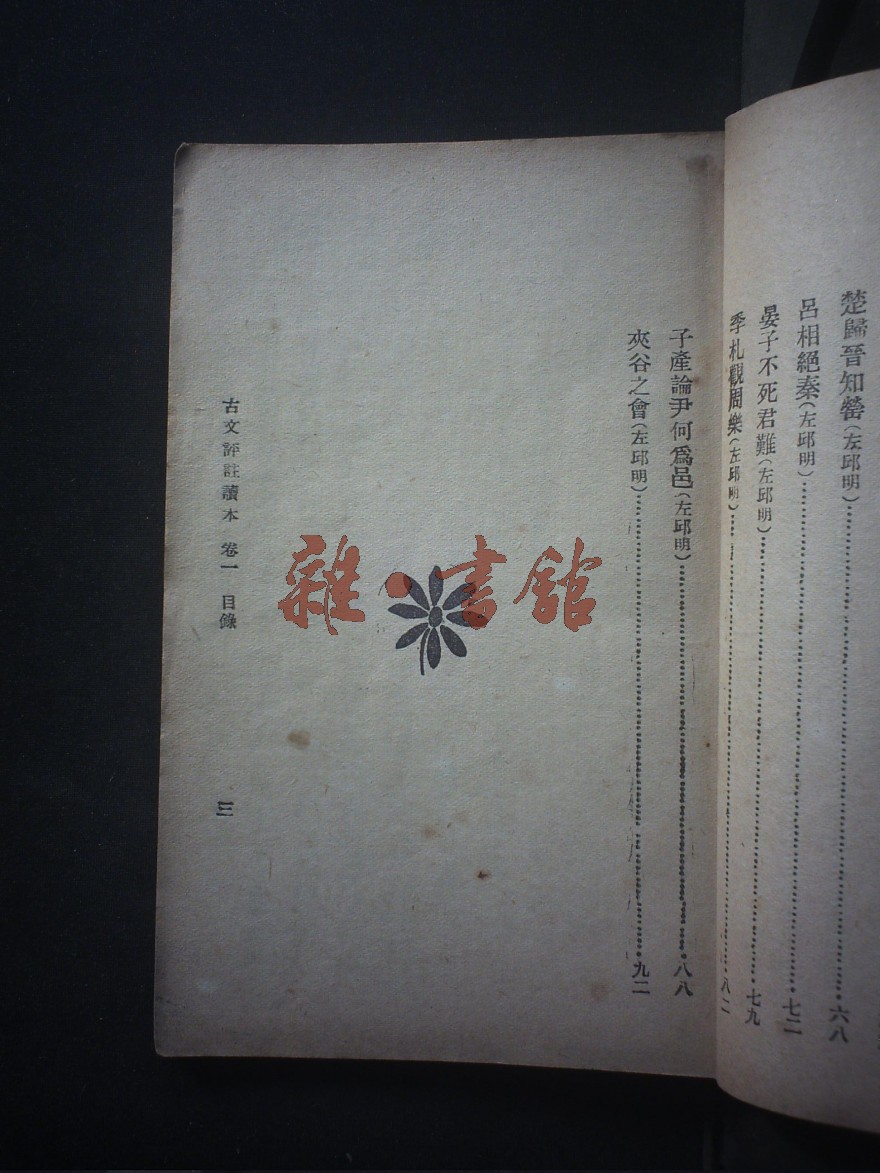 楚歸晉知罃(左邱明)⋯⋯六八
呂相絕秦(左邱明)⋯⋯七二
晏子不死君難(左邱明)⋯⋯七九
季札觀周樂(左邱明)⋯⋯八二
子產論尹何爲邑(左邱明)⋯⋯八八
夾谷之會(左邱明)⋯⋯九二
古文評註讀本 卷一 目錄
三
雜·書館